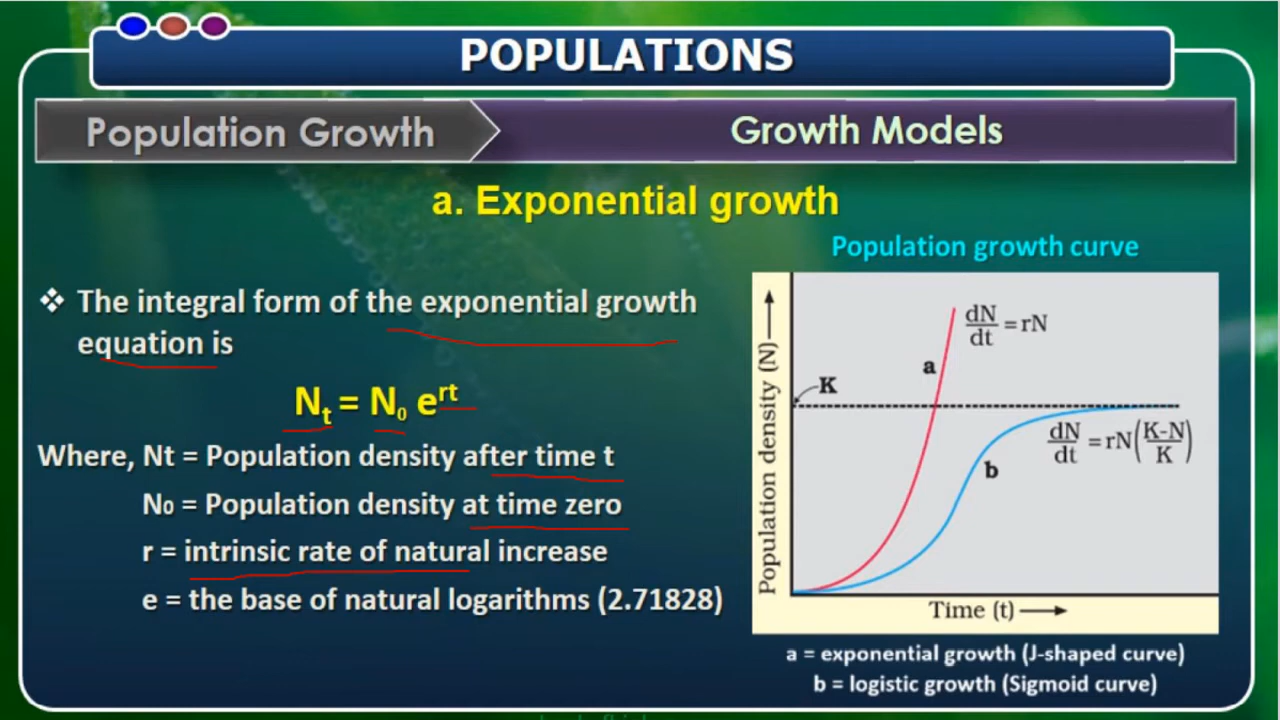 POPULATIONS
Population Growth
Growth Models
a. Exponential growth
❖ The integral form of the exponential growth
equation is
Nₜ = N₀ eʳᵗ
Where, Nt = Population density after time t
N₀ = Population density at time zero
r = intrinsic rate of natural increase
e = the base of natural logarithms (2.71828)
Population growth curve
Population density (N)
K
a
dN/dt = rN
b
dN/dt = rN(K-N/K)
Time (t)
a = exponential growth (J-shaped curve)
b = logistic growth (Sigmoid curve)